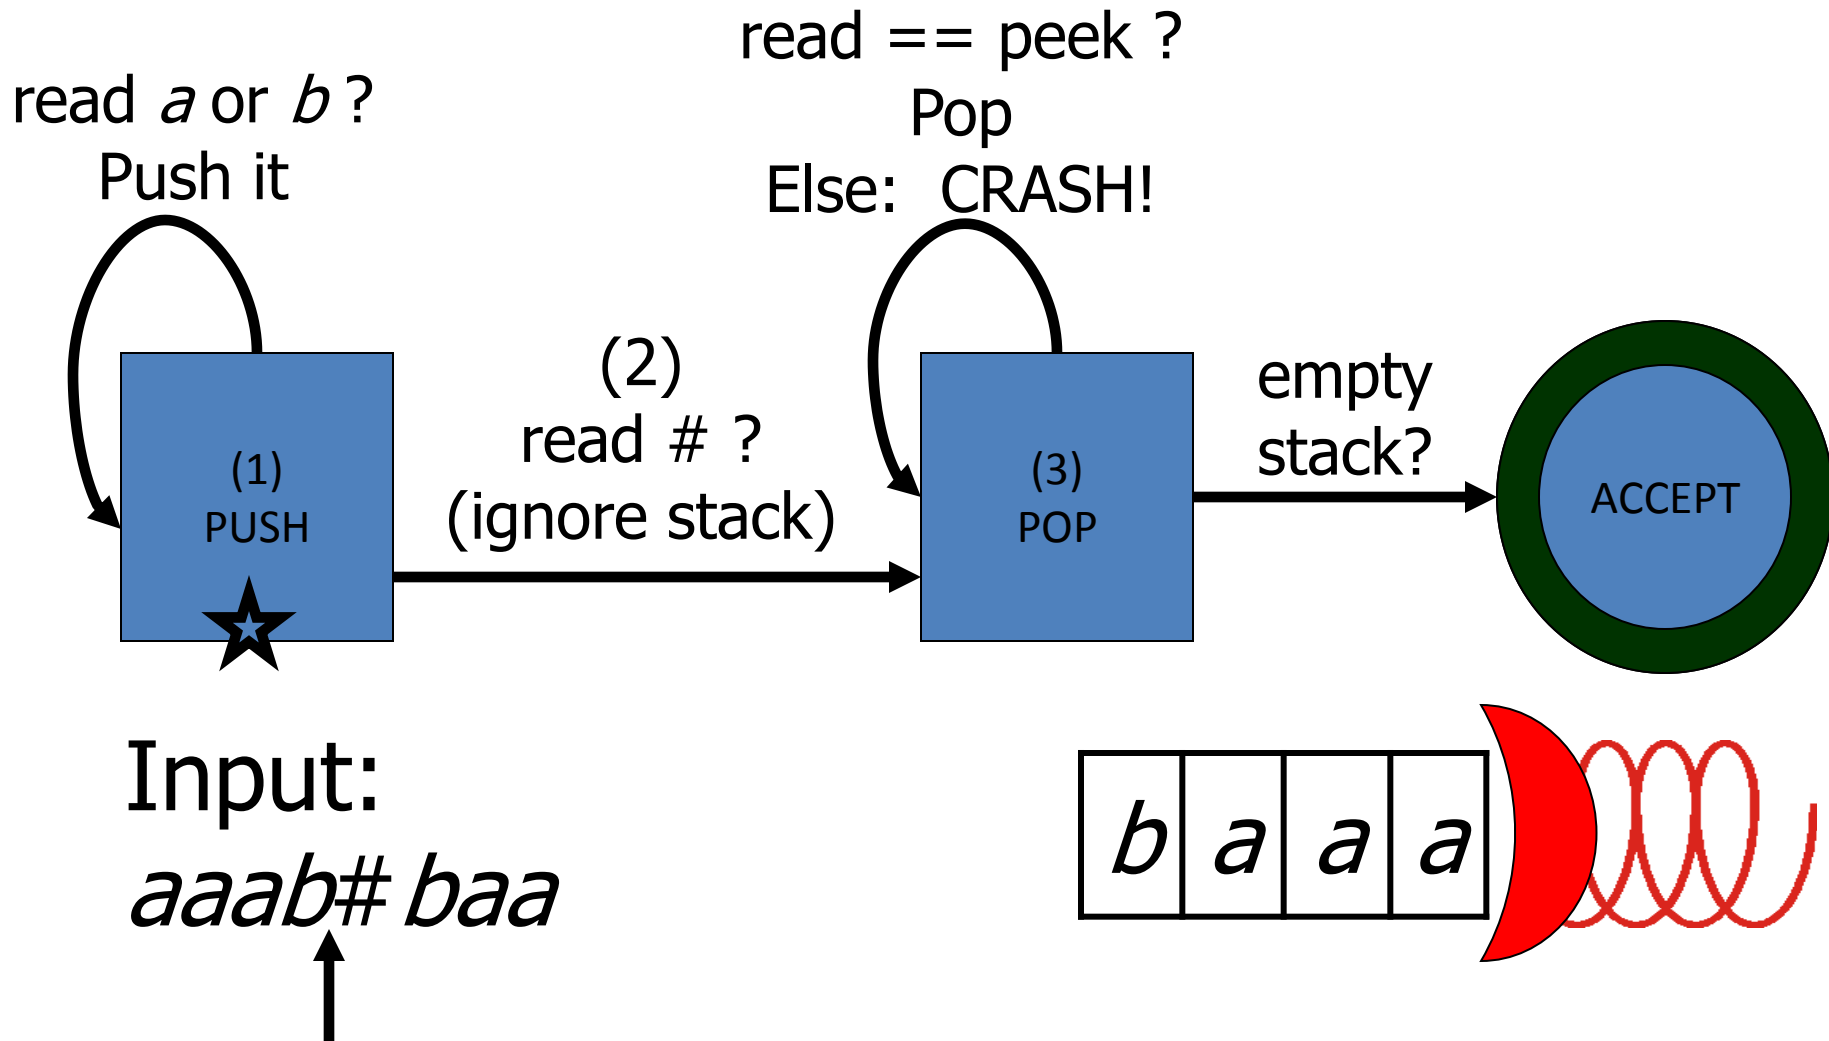 read a or b ?
Push it
read == peek ?
Pop
Else: CRASH!
(1)
PUSH
(2)
read # ?
(ignore stack)
(3)
POP
empty
stack?
ACCEPT
Input:
aaab# baa
b a a a